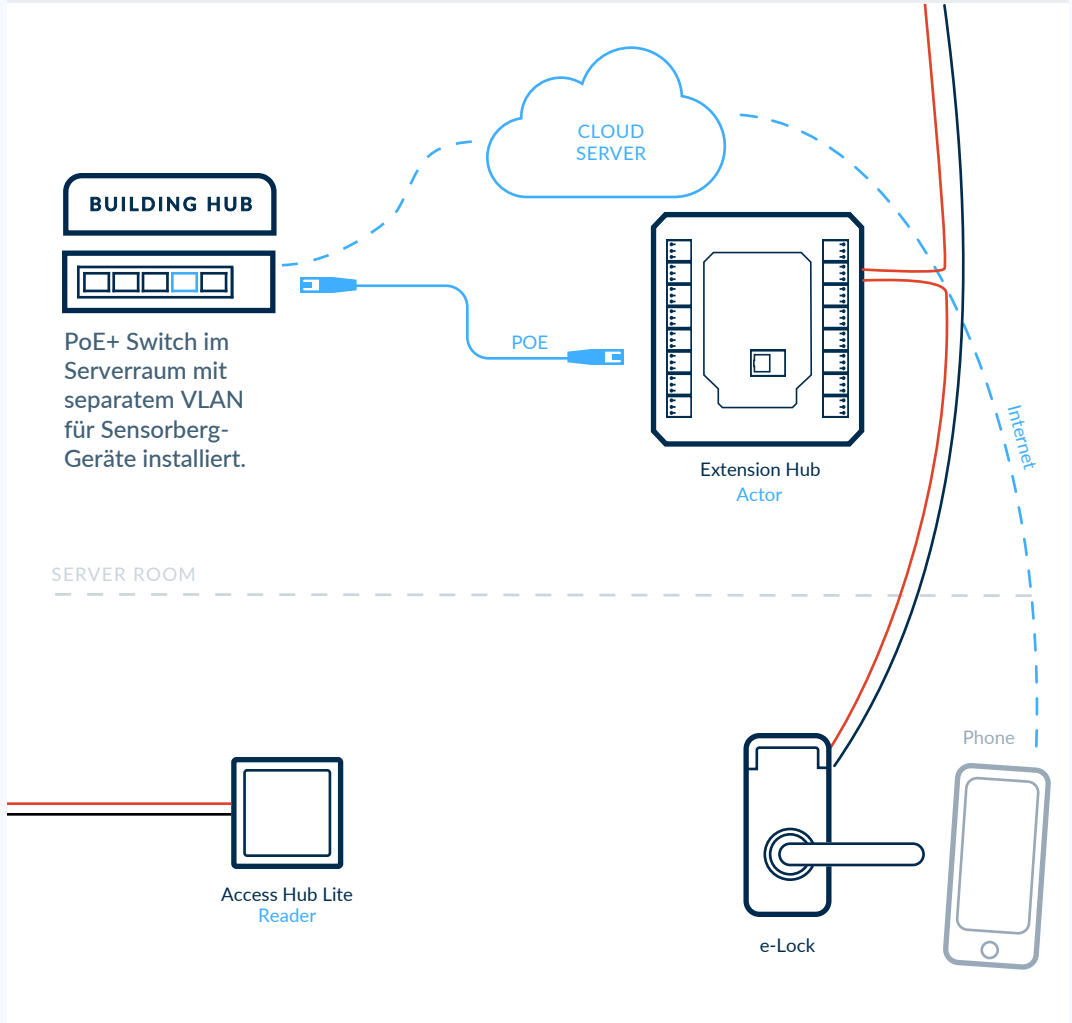 CLOUD
SERVER
BUILDING HUB
PoE+ Switch im
Serverraum mit
separatem VLAN
für Sensorberg-
Geräte installiert.
POE
Extension Hub
Actor
Internet
SERVER ROOM
Phone
Access Hub Lite
Reader
e-Lock